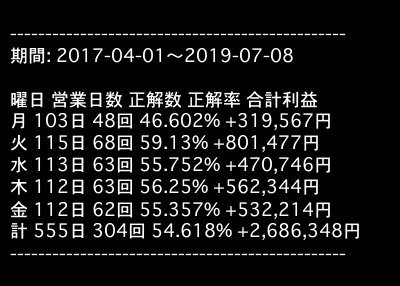 ------------------------------------------------
期間: 2017-04-01〜2019-07-08
曜日 営業日数 正解数 正解率 合計利益
月 103日 48回 46.602% +319,567円
火 115日 68回 59.13% +801,477円
水 113日 63回 55.752% +470,746円
木 112日 63回 56.25% +562,344円
金 112日 62回 55.357% +532,214円
計 555日 304回 54.618% +2,686,348円
------------------------------------------------